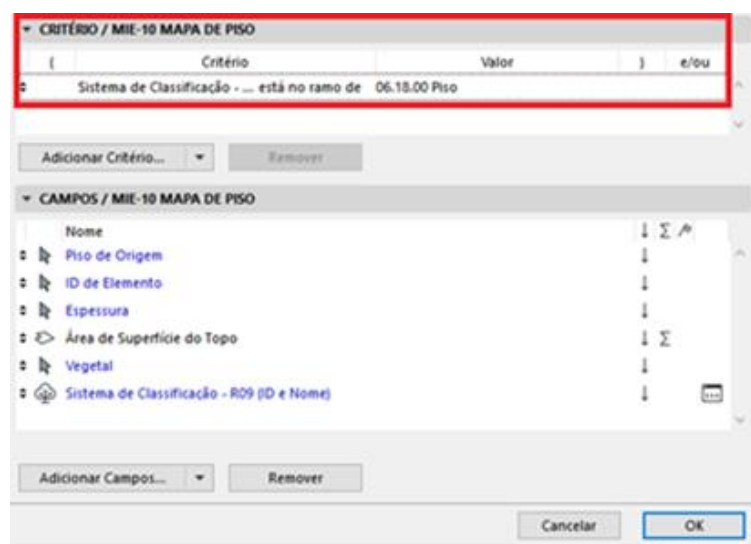 CRITÉRIO / MIE-10 MAPA DE PISO
( Critério Valor ) e/ou
Sistema de Classificação - ... está no ramo de 06.18.00 Piso
Adicionar Critério... Remover
CAMPOS / MIE-10 MAPA DE PISO
Nome
Piso de Origem
ID de Elemento
Espessura
Área de Superfície do Topo
Vegetal
Sistema de Classificação - R09 (ID e Nome)
Adicionar Campos... Remover
Cancelar OK